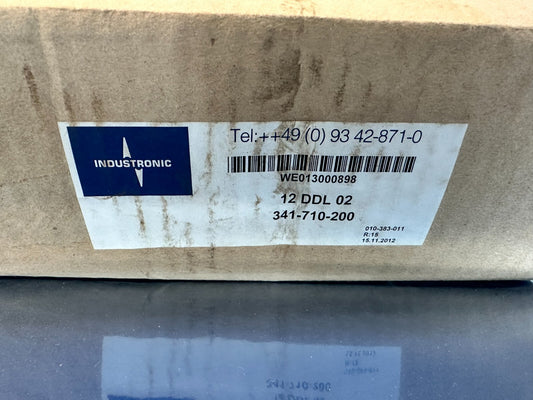 INDUSTRONIC
Tel:++49 (0) 93 42-871-0
WE013000898
12 DDL 02
341-710-200
010-383-011
R:15
15.11.2012